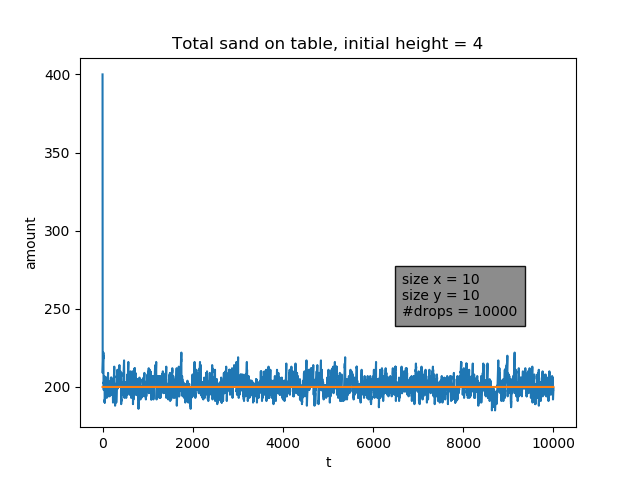 Total sand on table, initial height = 4
400
350
300
250
200
amount
size x = 10
size y = 10
#drops = 10000
0 2000 4000 6000 8000 10000
t